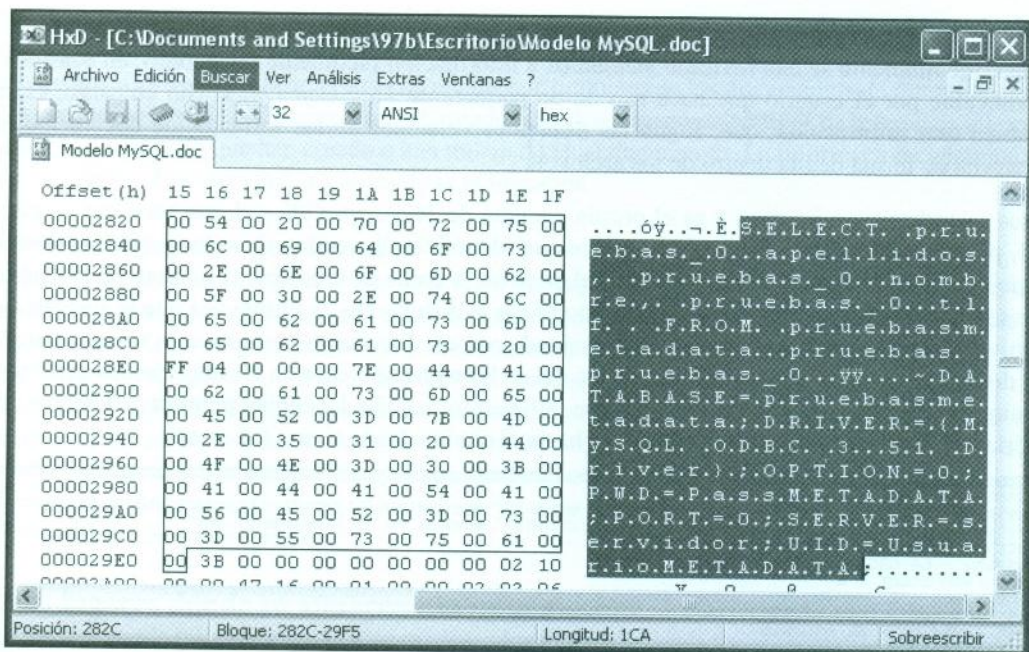 HxD - [C:\Documents and Settings\97b\Escritorio\Modelo MySQL.doc]
Archivo Edición Buscar Ver Análisis Extras Ventanas ?
32 ANSI hex
Modelo MySQL.doc
Offset(h) 15 16 17 18 19 1A 1B 1C 1D 1E 1F
00002820 00 54 00 20 00 70 00 72 00 75 00 ....óÿ..¬.È.S.E.L.E.C.T. .p.r.u.
00002840 00 6C 00 69 00 64 00 6F 00 73 00 e.b.a.s._.0...a.p.e.l.l.i.d.o.s.
00002860 00 2E 00 6E 00 6F 00 6D 00 62 00 ,. .p.r.u.e.b.a.s._.0...n.o.m.b.
00002880 00 5F 00 30 00 2E 00 74 00 6C 00 r.e.,. .p.r.u.e.b.a.s._.0...t.l.
000028A0 00 65 00 62 00 61 00 73 00 6D 00 f. . .F.R.O.M. .p.r.u.e.b.a.s.m.
000028C0 00 65 00 62 00 61 00 73 00 20 00 e.t.a.d.a.t.a...p.r.u.e.b.a.s. .
000028E0 FF 04 00 00 00 7E 00 44 00 41 00 p.r.u.e.b.a.s._.0...ÿÿ....~.D.A.
00002900 00 62 00 61 00 73 00 6D 00 65 00 T.A.B.A.S.E.=.p.r.u.e.b.a.s.m.e.
00002920 00 45 00 52 00 3D 00 7B 00 4D 00 t.a.d.a.t.a.;.D.R.I.V.E.R.=.{.M.
00002940 00 2E 00 35 00 31 00 20 00 44 00 y.S.Q.L. .O.D.B.C. .3...5.1. .D.
00002960 00 4F 00 4E 00 3D 00 30 00 3B 00 r.i.v.e.r.}.;.O.P.T.I.O.N.=.0.;.
00002980 00 41 00 44 00 41 00 54 00 41 00 P.W.D.=.P.a.s.s.M.E.T.A.D.A.T.A.
000029A0 00 56 00 45 00 52 00 3D 00 73 00 ;.P.O.R.T.=.0.;.S.E.R.V.E.R.=.s.
000029C0 00 3D 00 55 00 73 00 75 00 61 00 e.r.v.i.d.o.r.;.U.I.D.=.U.s.u.a.
000029E0 00 3B 00 00 00 00 00 00 00 02 10 r.i.o.M.E.T.A.D.A.T.A.;.........
Posición: 282C Bloque: 282C-29F5 Longitud: 1CA Sobreescribir